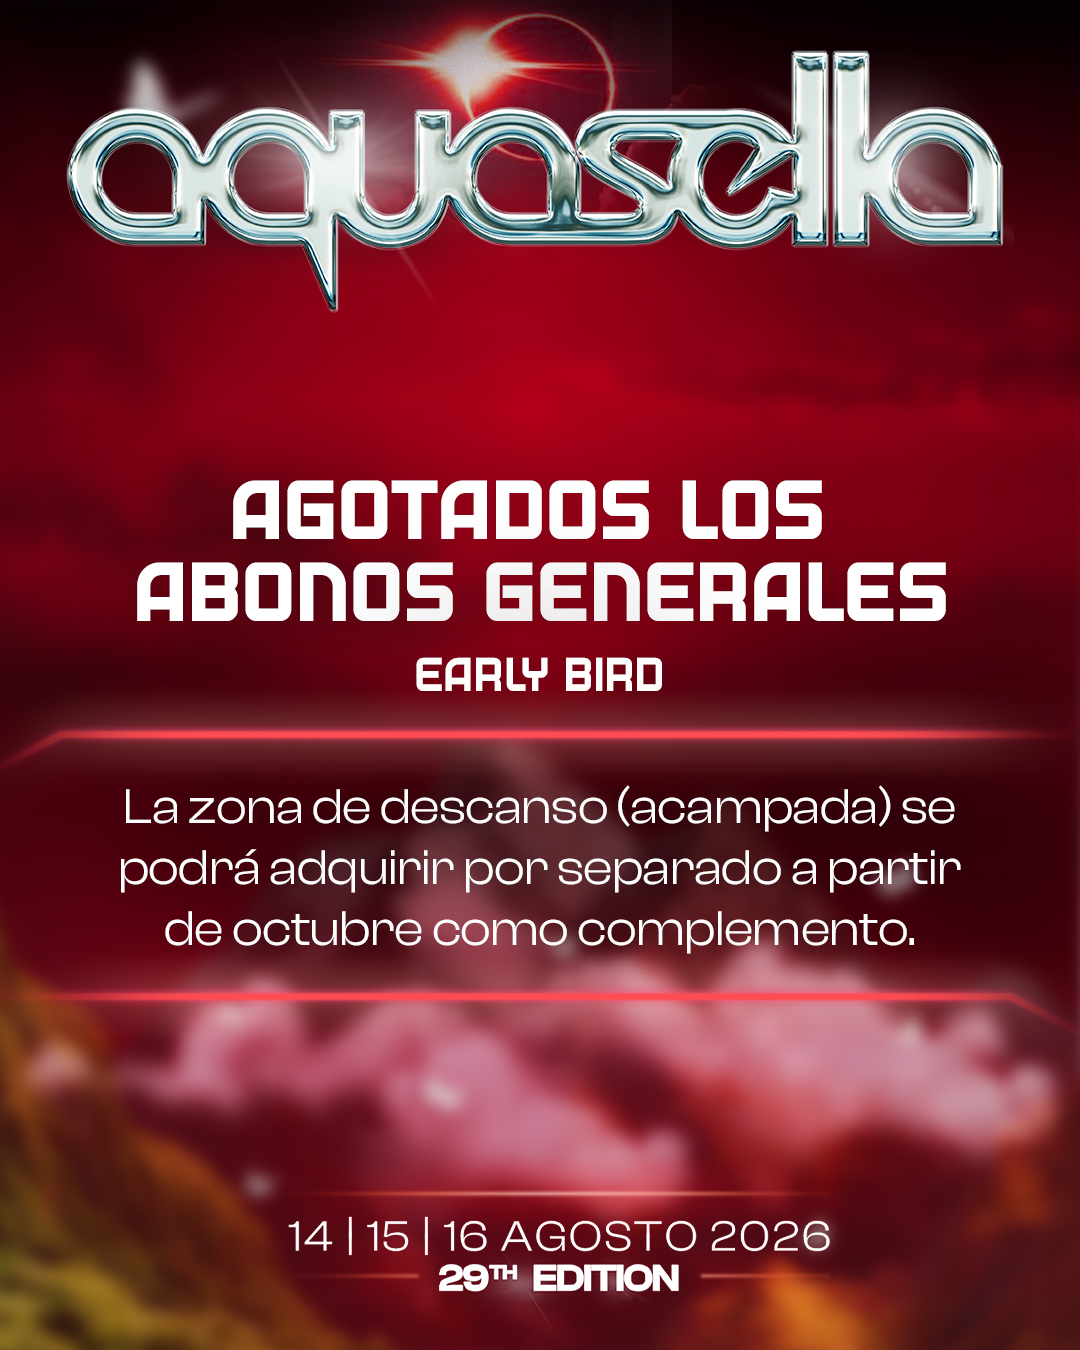 aquasella
AGOTADOS LOS
ABONOS GENERALES
EARLY BIRD
La zona de descanso (acampada) se
podrá adquirir por separado a partir
de octubre como complemento.
14 | 15 | 16 AGOSTO 2026
29TH EDITION